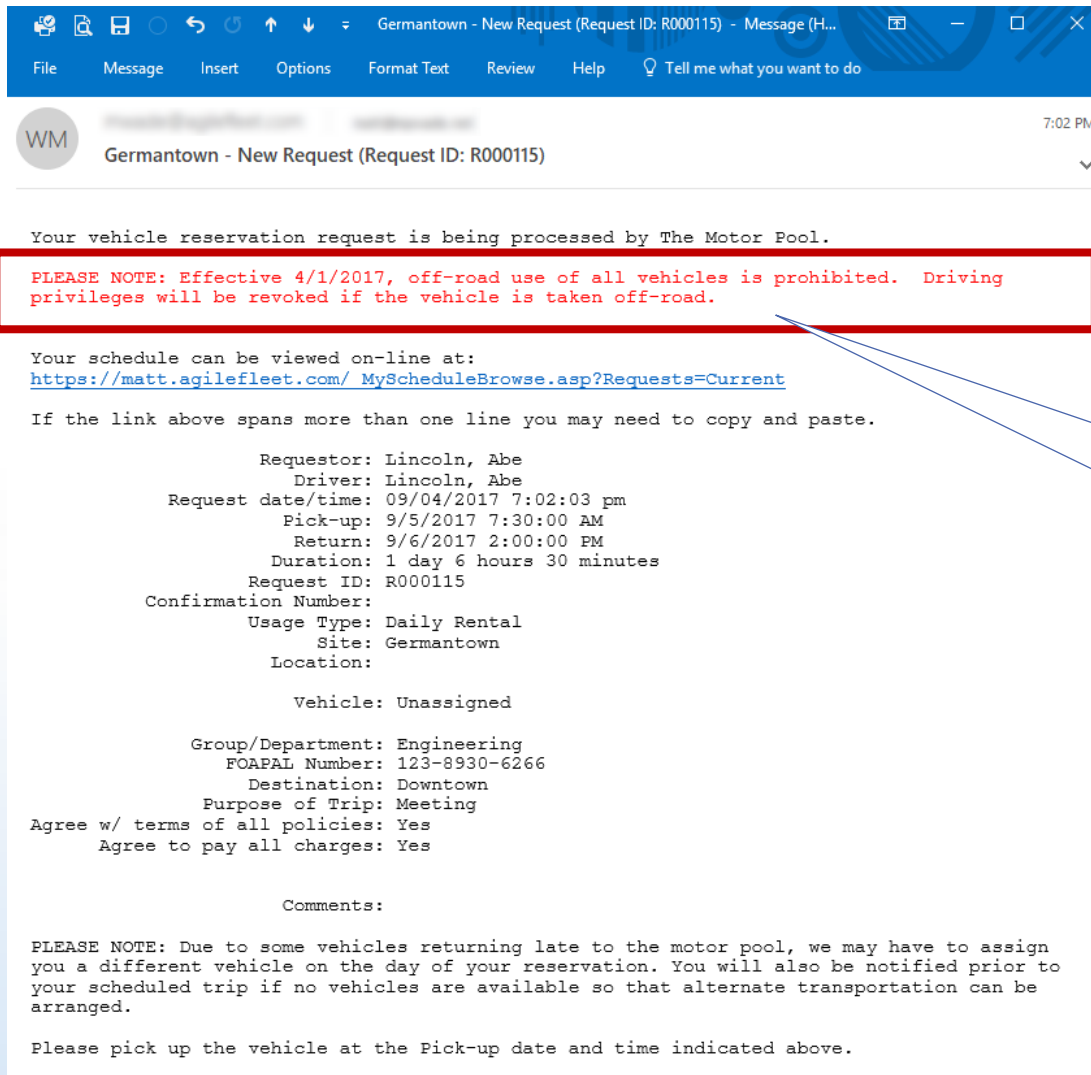 Germantown - New Request (Request ID: R000115) - Message (H...
File Message Insert Options Format Text Review Help Tell me what you want to do
WM
7:02 PM
Germantown - New Request (Request ID: R000115)
Your vehicle reservation request is being processed by The Motor Pool.
PLEASE NOTE: Effective 4/1/2017, off-road use of all vehicles is prohibited. Driving
privileges will be revoked if the vehicle is taken off-road.
Your schedule can be viewed on-line at:
https://matt.agilefleet.com/ MyScheduleBrowse.asp?Requests=Current
If the link above spans more than one line you may need to copy and paste.
Requestor: Lincoln, Abe
Driver: Lincoln, Abe
Request date/time: 09/04/2017 7:02:03 pm
Pick-up: 9/5/2017 7:30:00 AM
Return: 9/6/2017 2:00:00 PM
Duration: 1 day 6 hours 30 minutes
Request ID: R000115
Confirmation Number:
Usage Type: Daily Rental
Site: Germantown
Location:
Vehicle: Unassigned
Group/Department: Engineering
FOAPAL Number: 123-8930-6266
Destination: Downtown
Purpose of Trip: Meeting
Agree w/ terms of all policies: Yes
Agree to pay all charges: Yes
Comments:
PLEASE NOTE: Due to some vehicles returning late to the motor pool, we may have to assign
you a different vehicle on the day of your reservation. You will also be notified prior to
your scheduled trip if no vehicles are available so that alternate transportation can be
arranged.
Please pick up the vehicle at the Pick-up date and time indicated above.